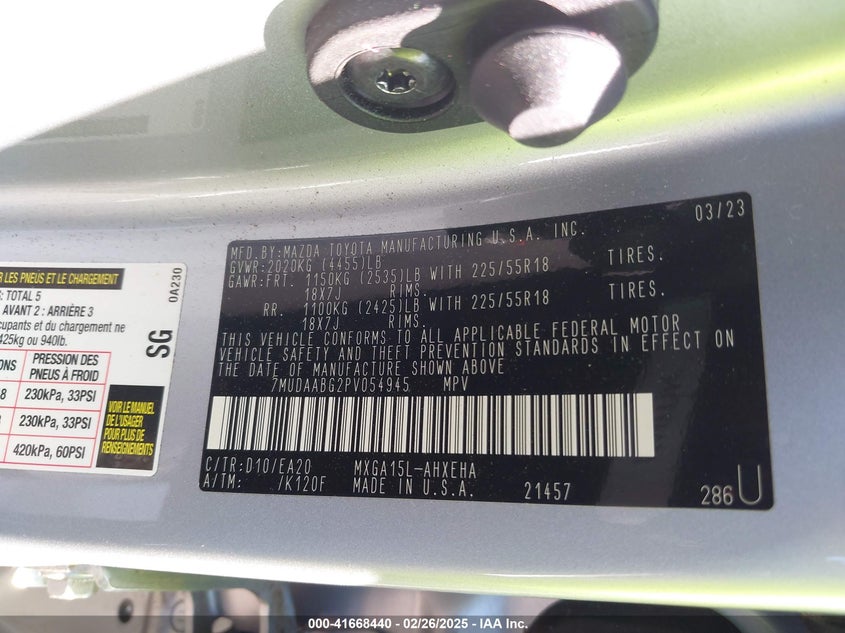 R LES PNEUS ET LE CHARGEMENT
0A230
: TOTAL 5
AVANT 2 : ARRIÈRE 3
cupants et du chargement ne
425kg ou 940lb.
SG
ONS
PRESSION DES
PNEUS À FROID
8
230kPa, 33PSI
230kPa, 33PSI
420kPa, 60PSI
VOIR LE MANUEL
DE L'USAGER
POUR PLUS DE
RENSEIGNEMENTS
03/23
MFD.BY:MAZDA TOYOTA MANUFACTURING U.S.A. INC.
GVWR:2020KG (4455)LB
GAWR:FRT. 1150KG (2535)LB WITH 225/55R18 TIRES.
18X7J RIMS.
RR. 1100KG (2425)LB WITH 225/55R18 TIRES.
18X7J RIMS.
THIS VEHICLE CONFORMS TO ALL APPLICABLE FEDERAL MOTOR
VEHICLE SAFETY AND THEFT PREVENTION STANDARDS IN EFFECT ON
THE DATE OF MANUFACTURE SHOWN ABOVE
7MUDAABG2PV054945 MPV
C/TR:D10/EA20 MXGA15L-AHXEHA
A/TM: /K120F MADE IN U.S.A. 21457
286U
000-41668440 - 02/26/2025 - IAA Inc.